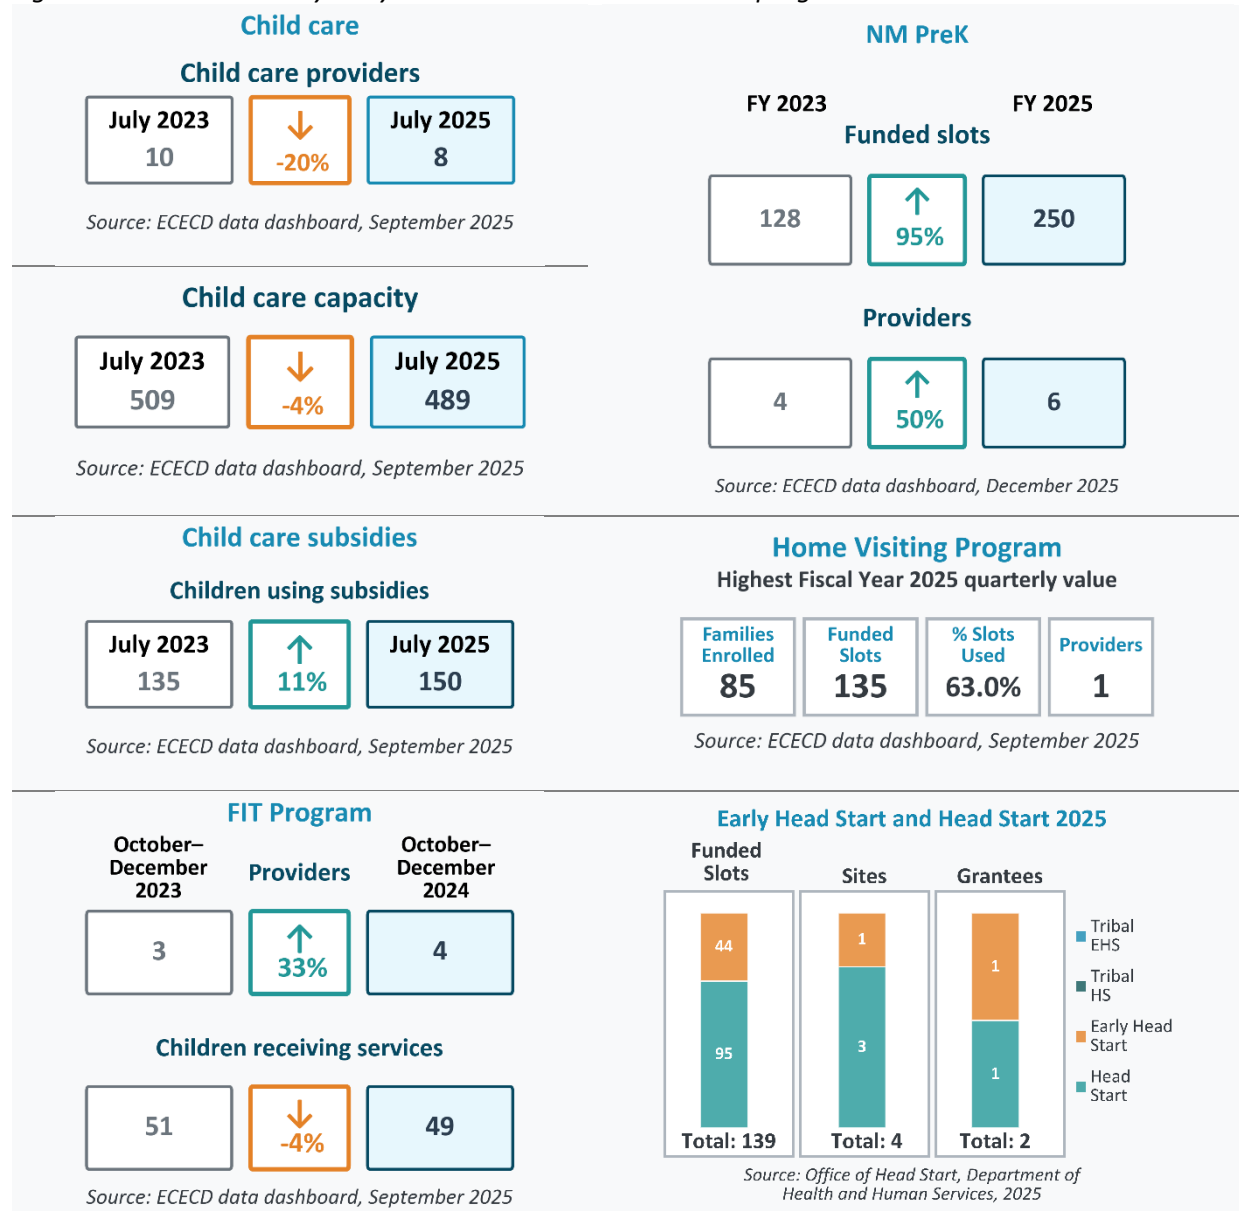 Child care
Child care providers
July 2023
10
-20%
July 2025
8
Source: ECECD data dashboard, September 2025
Child care capacity
July 2023
509
-4%
July 2025
489
Source: ECECD data dashboard, September 2025
NM PreK
FY 2023
FY 2025
Funded slots
128
95%
250
Providers
4
50%
6
Source: ECECD data dashboard, December 2025
Child care subsidies
Children using subsidies
July 2023
135
11%
July 2025
150
Source: ECECD data dashboard, September 2025
Home Visiting Program
Highest Fiscal Year 2025 quarterly value
Families
Enrolled
85
Funded
Slots
135
% Slots
Used
63.0%
Providers
1
Source: ECECD data dashboard, September 2025
FIT Program
October–
December
2023
Providers
October–
December
2024
3
33%
4
Children receiving services
51
-4%
49
Source: ECECD data dashboard, September 2025
Early Head Start and Head Start 2025
Funded
Slots
Sites
Grantees
44
95
Total: 139
1
3
Total: 4
1
1
Total: 2
Tribal
EHS
Tribal
HS
Early Head
Start
Head
Start
Source: Office of Head Start, Department of
Health and Human Services, 2025